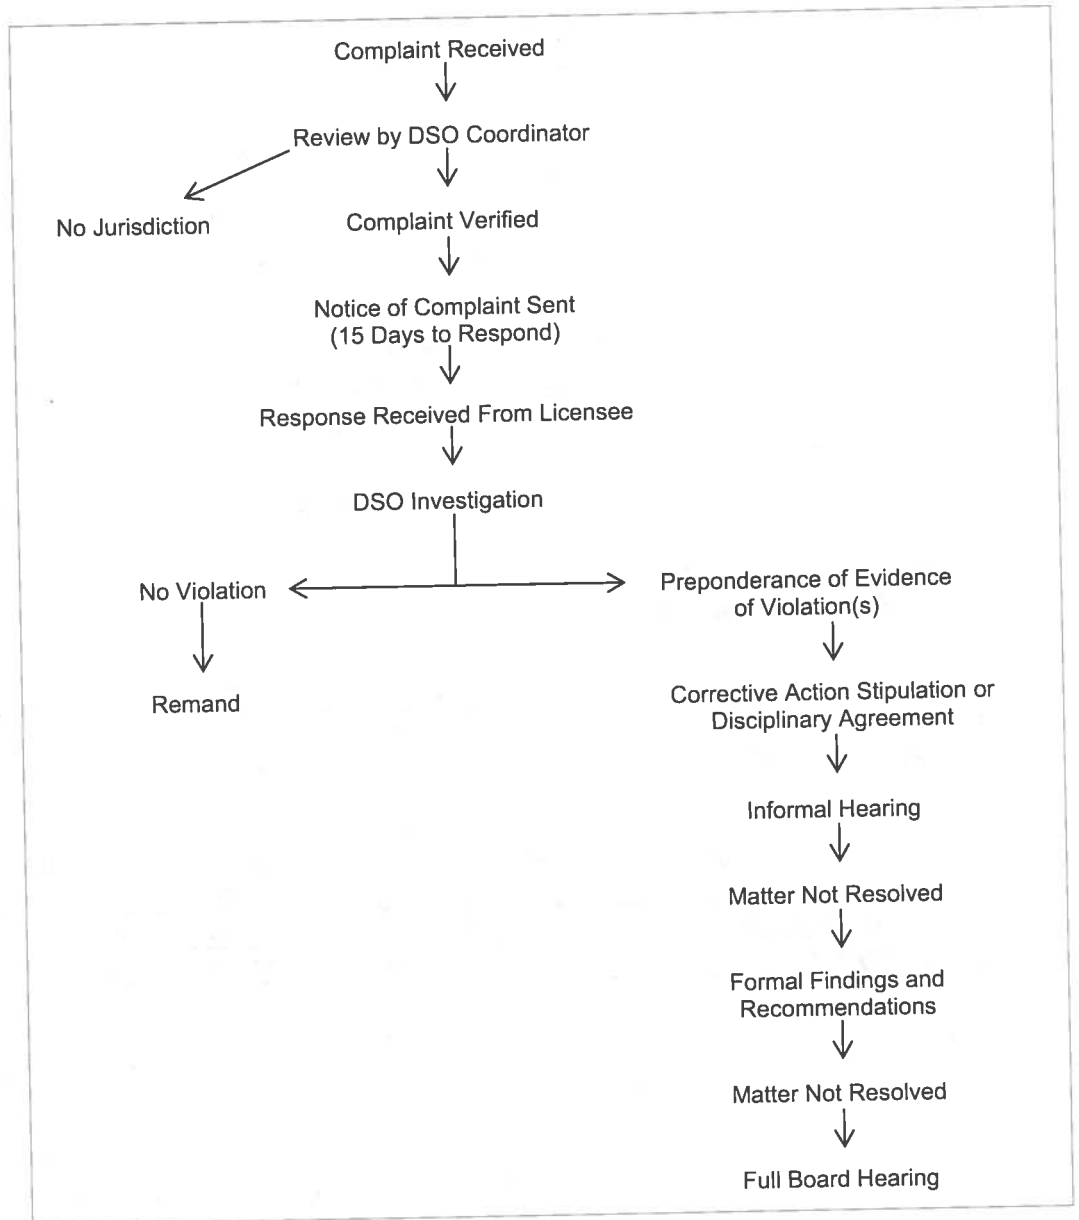 Complaint Received
Review by DSO Coordinator
No Jurisdiction
Complaint Verified
Notice of Complaint Sent
(15 Days to Respond)
Response Received From Licensee
DSO Investigation
No Violation
Preponderance of Evidence
of Violation(s)
Remand
Corrective Action Stipulation or
Disciplinary Agreement
Informal Hearing
Matter Not Resolved
Formal Findings and
Recommendations
Matter Not Resolved
Full Board Hearing